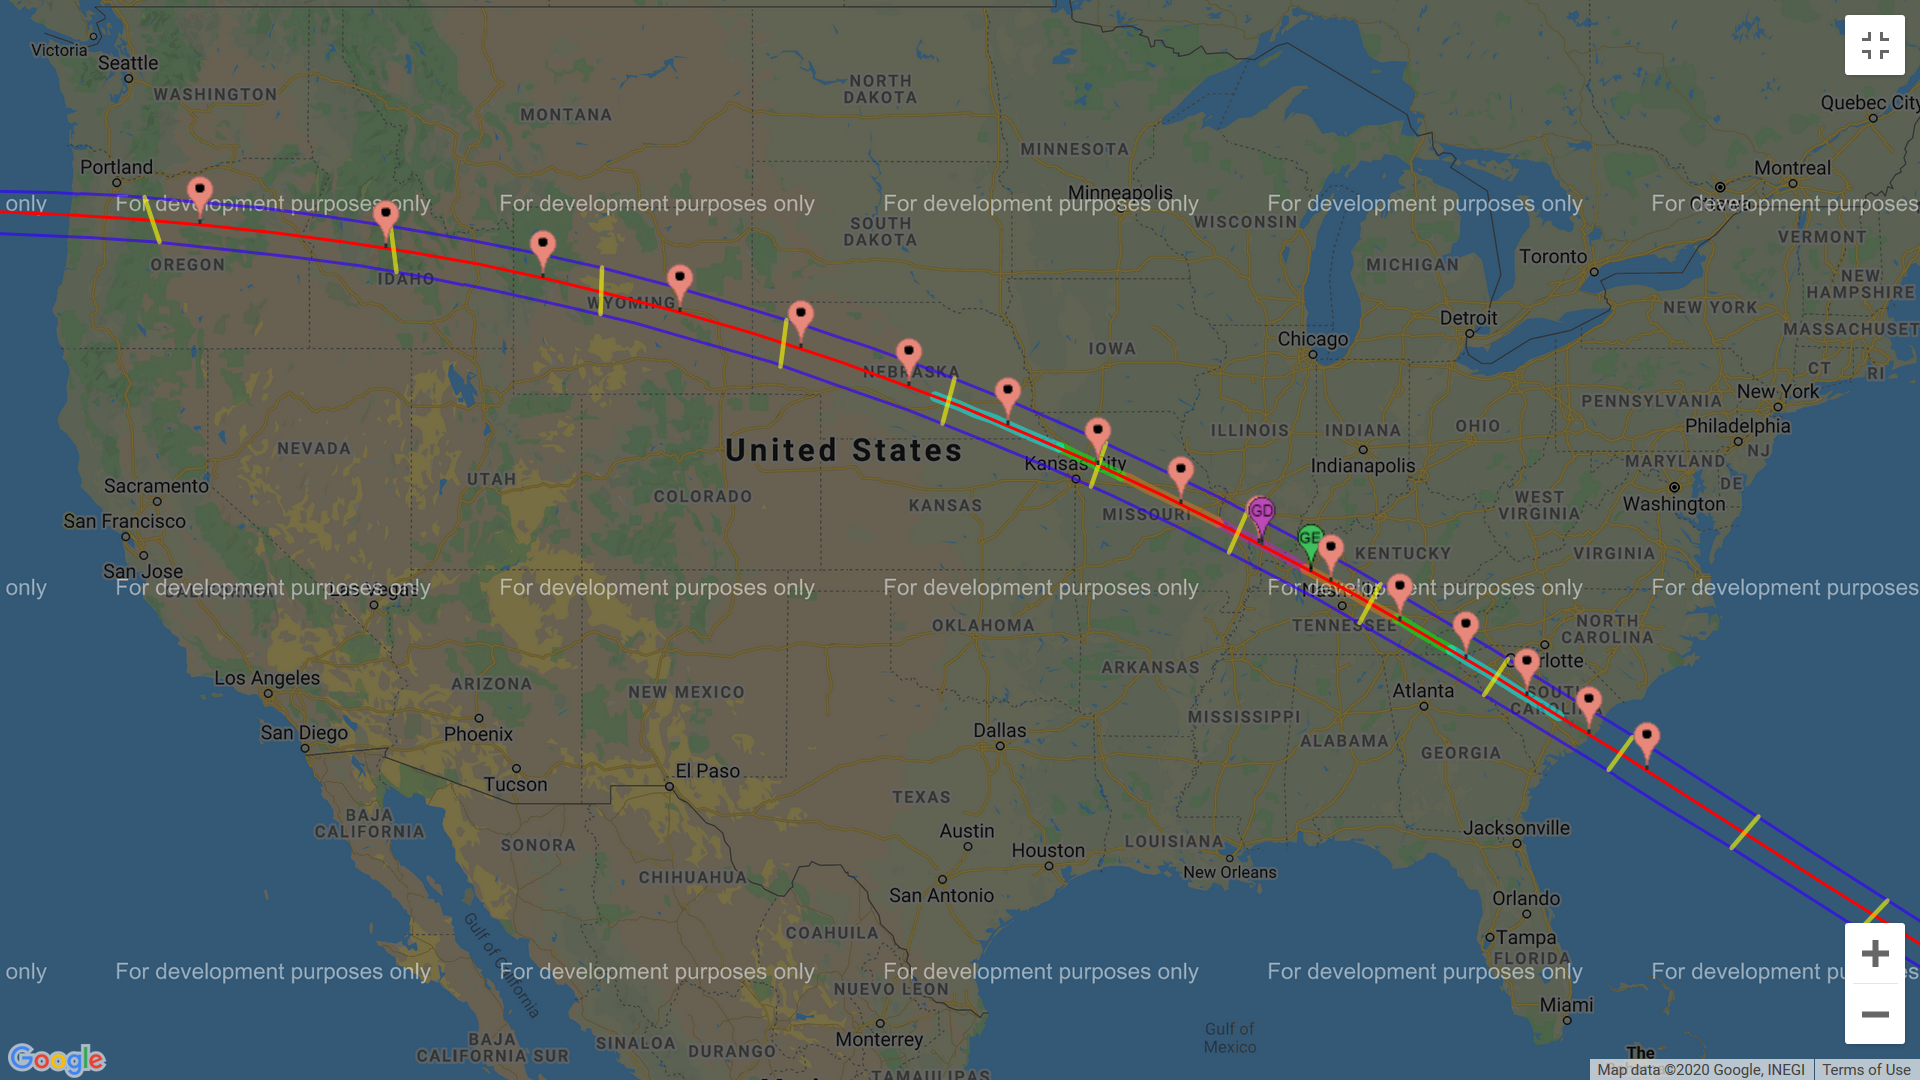 Victoria
Seattle
WASHINGTON
MONTANA
NORTH
DAKOTA
MINNESOTA
Quebec City
Portland
Minneapolis
Montreal
Ottawa
only
For development purposes only
For development purposes only
For development purposes only
For development purposes only
For development purposes
SOUTH
DAKOTA
WISCONSIN
VERMONT
OREGON
IDAHO
MICHIGAN
Toronto
NEW
HAMPSHIRE
WYOMING
NEW YORK
Detroit
MASSACHUSET
Chicago
IOWA
NEBRASKA
CT
RI
New York
PENNSYLVANIA
Philadelphia
ILLINOIS
INDIANA
OHIO
NJ
NEVADA
United States
Kansas City
Indianapolis
MARYLAND
DE
Sacramento
UTAH
COLORADO
KANSAS
MISSOURI
WEST
VIRGINIA
Washington
San Francisco
GD
GE
KENTUCKY
VIRGINIA
San Jose
CALIFORNIA
Las Vegas
only
For development purposes only
For development purposes only
For development purposes only
For development purposes only
For development purposes
OKLAHOMA
TENNESSEE
NORTH
CAROLINA
Los Angeles
ARIZONA
NEW MEXICO
ARKANSAS
Charlotte
Atlanta
SOUTH
CAROLINA
San Diego
Phoenix
Dallas
MISSISSIPPI
ALABAMA
GEORGIA
Tucson
El Paso
TEXAS
BAJA
CALIFORNIA
SONORA
Austin
Houston
LOUISIANA
Jacksonville
CHIHUAHUA
San Antonio
New Orleans
Orlando
Gulf of California
COAHUILA
Tampa
FLORIDA
only
For development purposes only
For development purposes only
For development purposes only
For development purposes only
For development pu
NUEVO LEON
Miami
BAJA
CALIFORNIA SUR
SINALOA
DURANGO
Monterrey
Gulf of
Mexico
The
TAMAULIPAS
Google
Map data ©2020 Google, INEGI
Terms of Use